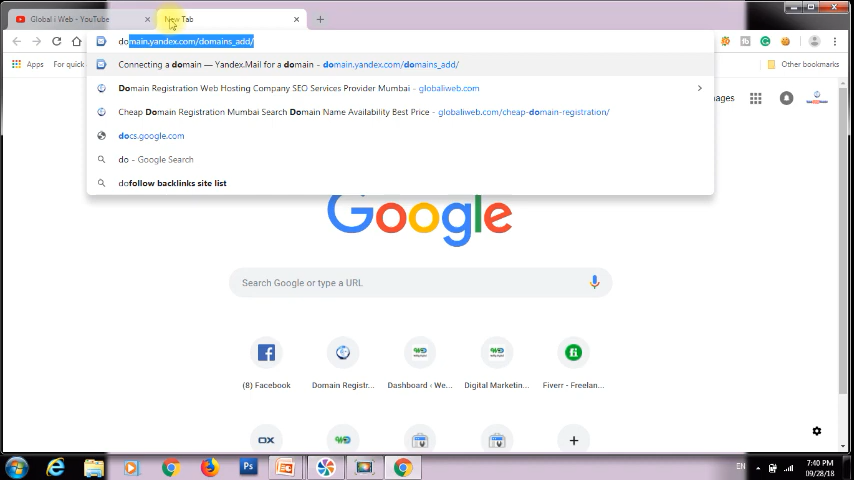 Global i Web - YouTube
New Tab
domain.yandex.com/domains_add/
Apps
For quick
Other bookmarks
Connecting a domain — Yandex.Mail for a domain - domain.yandex.com/domains_add/
Domain Registration Web Hosting Company SEO Services Provider Mumbai - globaliweb.com
Cheap Domain Registration Mumbai Search Domain Name Availability Best Price - globaliweb.com/cheap-domain-registration/
docs.google.com
do - Google Search
dofollow backlinks site list
Google
Search Google or type a URL
(8) Facebook
Domain Registr...
Dashboard ‹ We...
Digital Marketin...
Fiverr - Freelan...
EN
7:40 PM
09/28/18